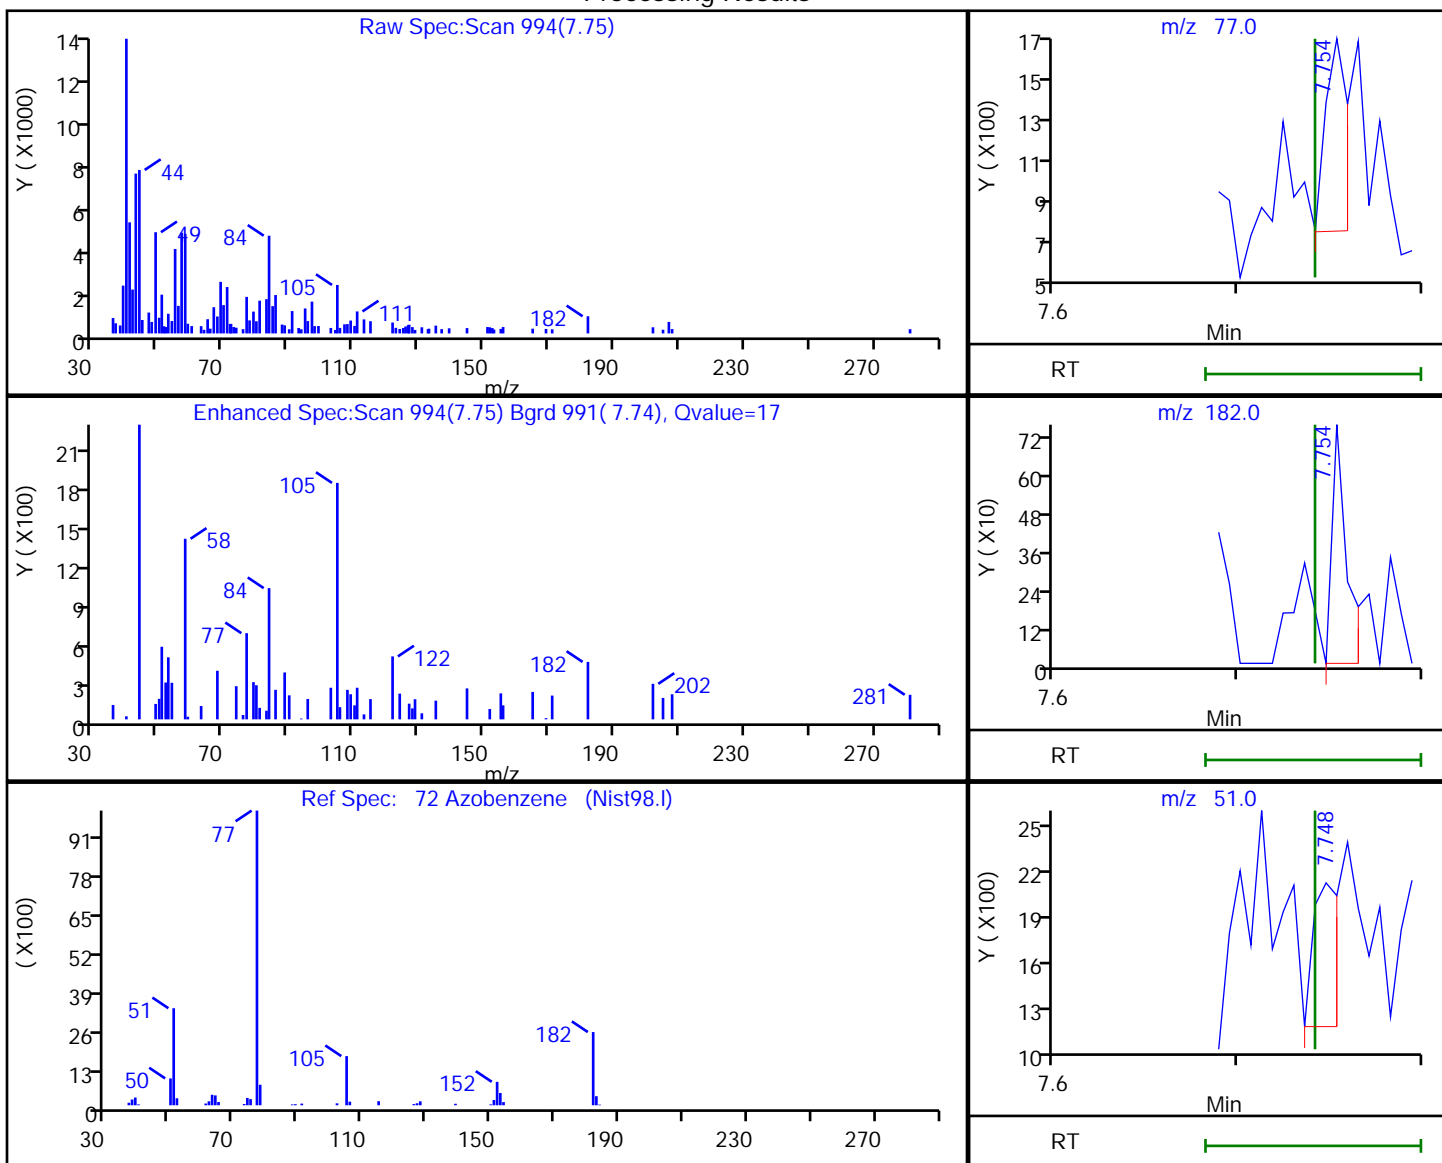 Processing Results
Raw Spec:Scan 994(7.75)
Y ( X1000)
14
12
10
8
6
4
2
0
44
49
84
105
111
182
30 70 110 150 190 230 270
m/z
m/z 77.0
Y ( X100)
17
15
13
11
9
7
5
7.754
7.6
Min
RT
Enhanced Spec:Scan 994(7.75) Bgrd 991( 7.74), Qvalue=17
Y ( X100)
21
18
15
12
9
6
3
0
105
58
84
77
122
182
202
281
30 70 110 150 190 230 270
m/z
m/z 182.0
Y ( X10)
72
60
48
36
24
12
0
7.754
7.6
Min
RT
Ref Spec: 72 Azobenzene (Nist98.l)
( X100)
91
78
65
52
39
26
13
0
77
51
50
105
152
182
30 70 110 150 190 230 270
m/z 51.0
Y ( X100)
25
22
19
16
13
10
7.748
7.6
Min
RT